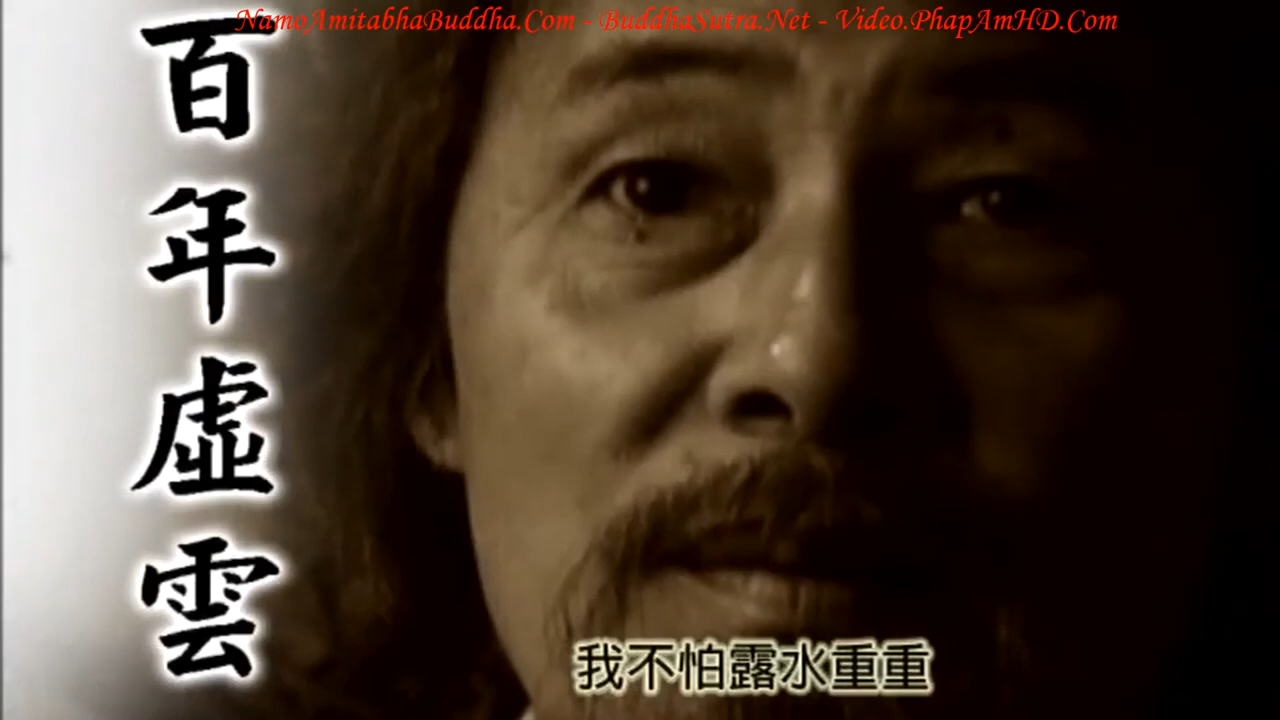 NamoAmitabhaBuddha.Com - BuddhaSutra.Net - Video.PhapAmHD.Com
百年虛雲
我不怕露水重重